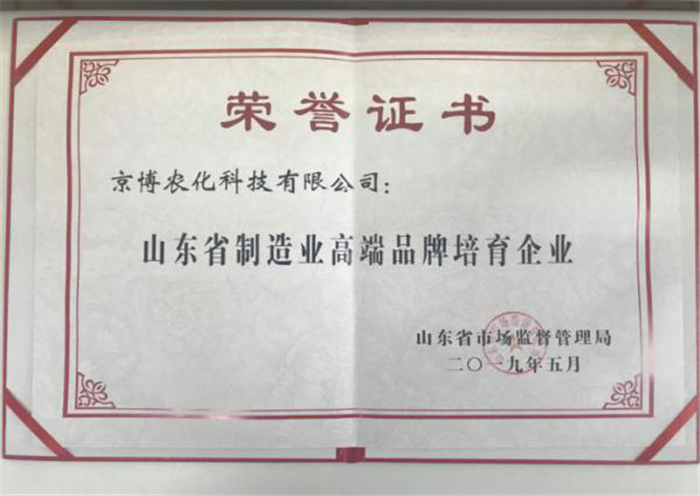 荣誉证书
京博农化科技有限公司：
山东省制造业高端品牌培育企业
山东省市场监督管理局
二〇一九年五月